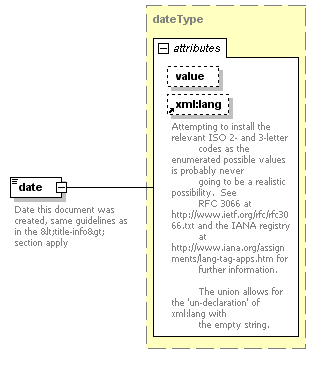 dateType
attributes
value
xml:lang
Attempting to install the
relevant ISO 2- and 3-letter
codes as the
enumerated possible values
is probably never
going to be a realistic
possibility.  See
RFC 3066 at
http://www.ietf.org/rfc/rfc30
66.txt and the IANA registry
at
http://www.iana.org/assign
ments/lang-tag-apps.htm for
further information.
The union allows for
the 'un-declaration' of
xml:lang with
the empty string.
date
Date this document was
created, same guidelines as
in the &lt;title-info&gt;
section apply